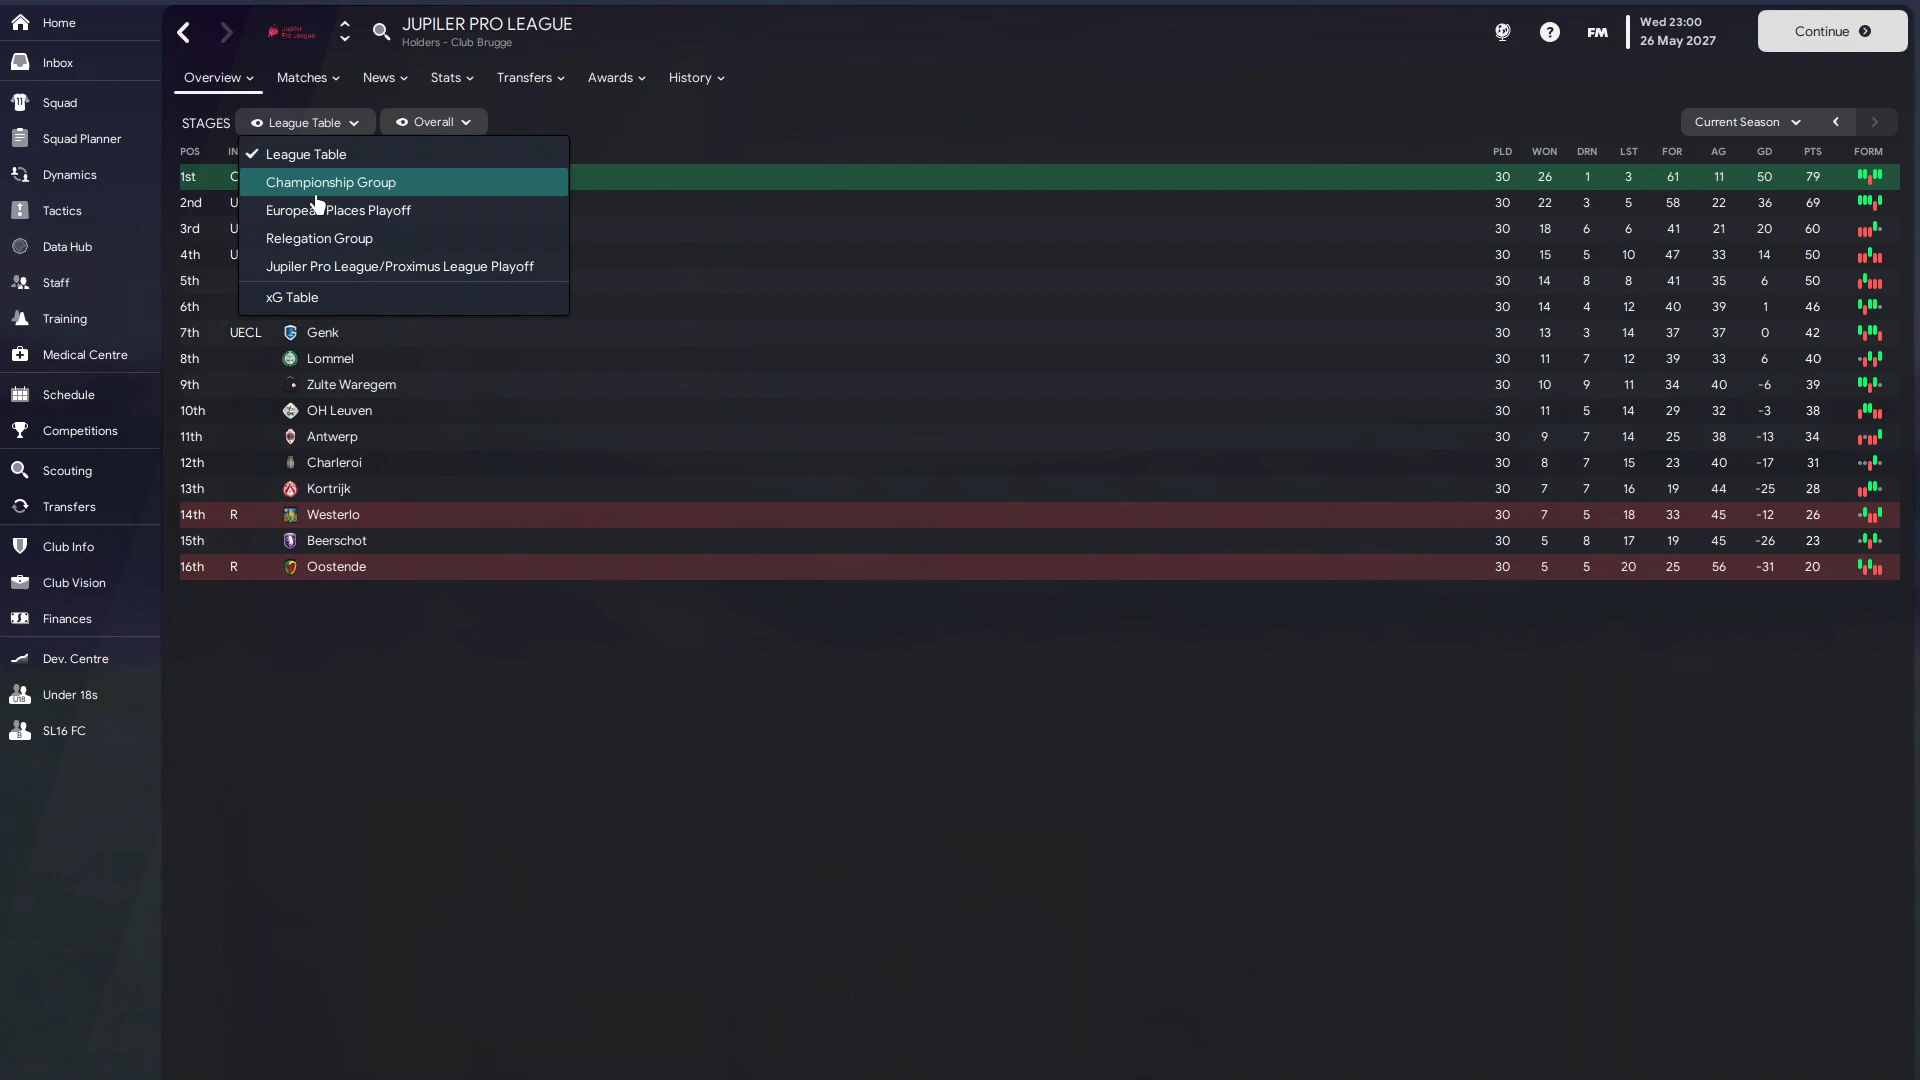 Home
Inbox
Squad
Squad Planner
Dynamics
Tactics
Data Hub
Staff
Training
Medical Centre
Schedule
Competitions
Scouting
Transfers
Club Info
Club Vision
Finances
Dev. Centre
Under 18s
SL16 FC
Jupiler Pro League
JUPILER PRO LEAGUE
Holders - Club Brugge
FM
Wed 23:00
26 May 2027
Continue
Overview Matches News Stats Transfers Awards History
STAGES League Table Overall Current Season
League Table
Championship Group
European Places Playoff
Relegation Group
Jupiler Pro League/Proximus League Playoff
xG Table
POS IN PLD WON DRN LST FOR AG GD PTS FORM
1st C 30 26 1 3 61 11 50 79
2nd U 30 22 3 5 58 22 36 69
3rd U 30 18 6 6 41 21 20 60
4th U 30 15 5 10 47 33 14 50
5th 30 14 8 8 41 35 6 50
6th 30 14 4 12 40 39 1 46
7th UECL Genk 30 13 3 14 37 37 0 42
8th Lommel 30 11 7 12 39 33 6 40
9th Zulte Waregem 30 10 9 11 34 40 -6 39
10th OH Leuven 30 11 5 14 29 32 -3 38
11th Antwerp 30 9 7 14 25 38 -13 34
12th Charleroi 30 8 7 15 23 40 -17 31
13th Kortrijk 30 7 7 16 19 44 -25 28
14th R Westerlo 30 7 5 18 33 45 -12 26
15th Beerschot 30 5 8 17 19 45 -26 23
16th R Oostende 30 5 5 20 25 56 -31 20